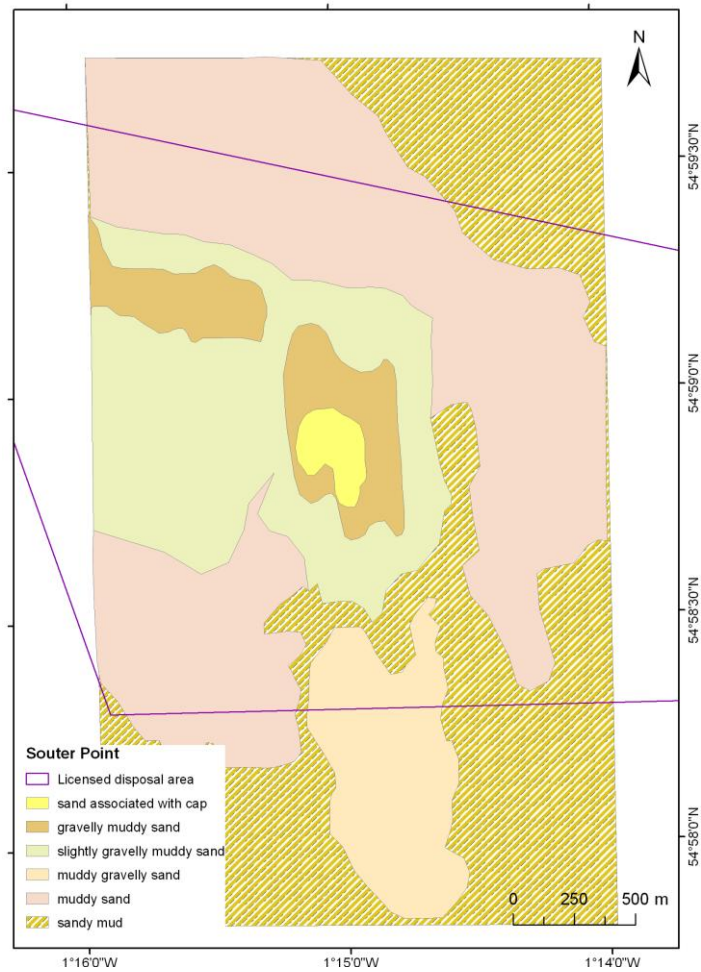 N
54°59'30"N
54°59'0"N
54°58'30"N
54°58'0"N
Souter Point
Licensed disposal area
sand associated with cap
gravelly muddy sand
slightly gravelly muddy sand
muddy gravelly sand
muddy sand
sandy mud
0 250 500 m
1°16'0"W 1°15'0"W 1°14'0"W